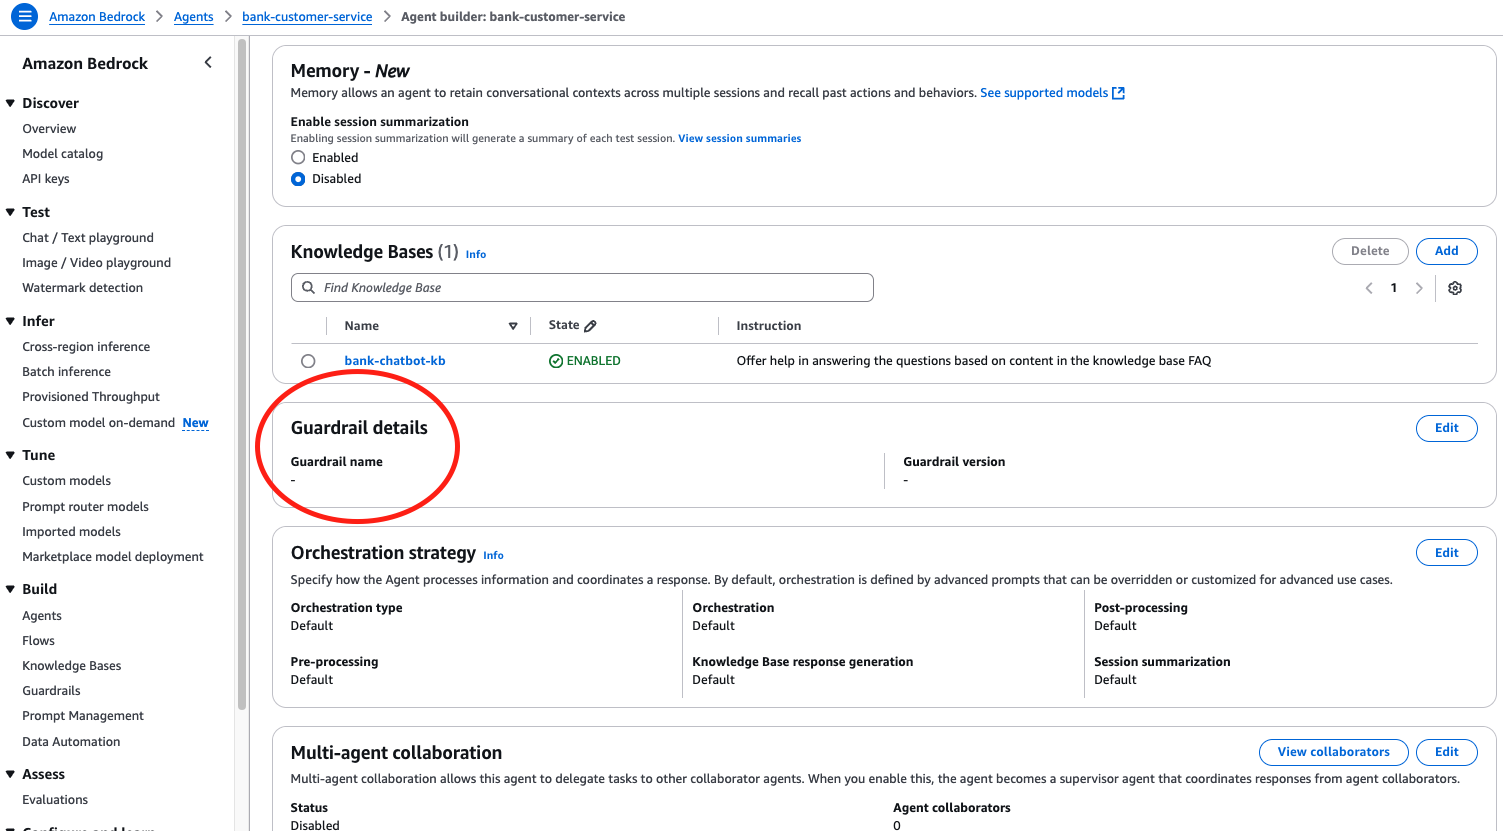 Amazon Bedrock > Agents > bank-customer-service > Agent builder: bank-customer-service
Amazon Bedrock
Discover
Overview
Model catalog
API keys
Test
Chat / Text playground
Image / Video playground
Watermark detection
Infer
Cross-region inference
Batch inference
Provisioned Throughput
Custom model on-demand New
Tune
Custom models
Prompt router models
Imported models
Marketplace model deployment
Build
Agents
Flows
Knowledge Bases
Guardrails
Prompt Management
Data Automation
Assess
Evaluations
Configure and learn
Memory - New
Memory allows an agent to retain conversational contexts across multiple sessions and recall past actions and behaviors. See supported models
Enable session summarization
Enabling session summarization will generate a summary of each test session. View session summaries
Enabled
Disabled
Knowledge Bases (1) Info
Delete Add
Find Knowledge Base
1
Name State Instruction
bank-chatbot-kb ENABLED Offer help in answering the questions based on content in the knowledge base FAQ
Guardrail details
Edit
Guardrail name Guardrail version
- -
Orchestration strategy Info
Edit
Specify how the Agent processes information and coordinates a response. By default, orchestration is defined by advanced prompts that can be overridden or customized for advanced use cases.
Orchestration type Orchestration Post-processing
Default Default Default
Pre-processing Knowledge Base response generation Session summarization
Default Default Default
Multi-agent collaboration
View collaborators Edit
Multi-agent collaboration allows this agent to delegate tasks to other collaborator agents. When you enable this, the agent becomes a supervisor agent that coordinates responses from agent collaborators.
Status Agent collaborators
Disabled 0